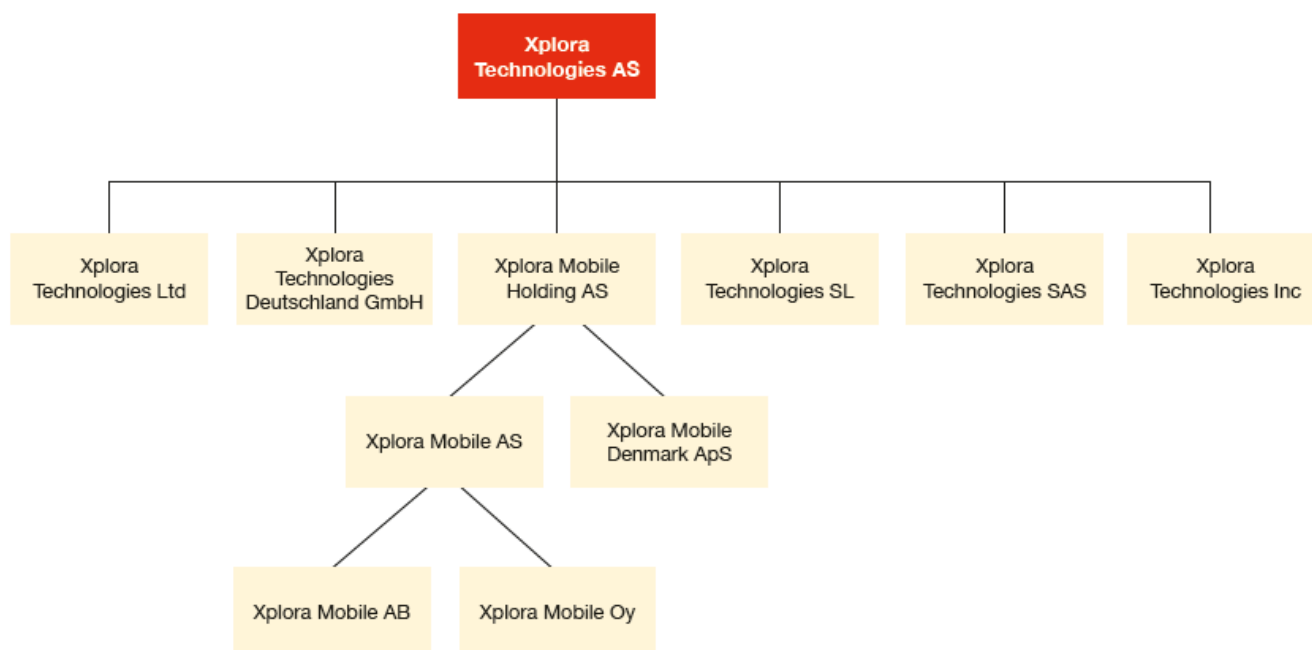 Xplora
Technologies AS
Xplora
Technologies Ltd
Xplora
Technologies
Deutschland GmbH
Xplora Mobile
Holding AS
Xplora
Technologies SL
Xplora
Technologies SAS
Xplora
Technologies Inc
Xplora Mobile AS
Xplora Mobile
Denmark ApS
Xplora Mobile AB
Xplora Mobile Oy